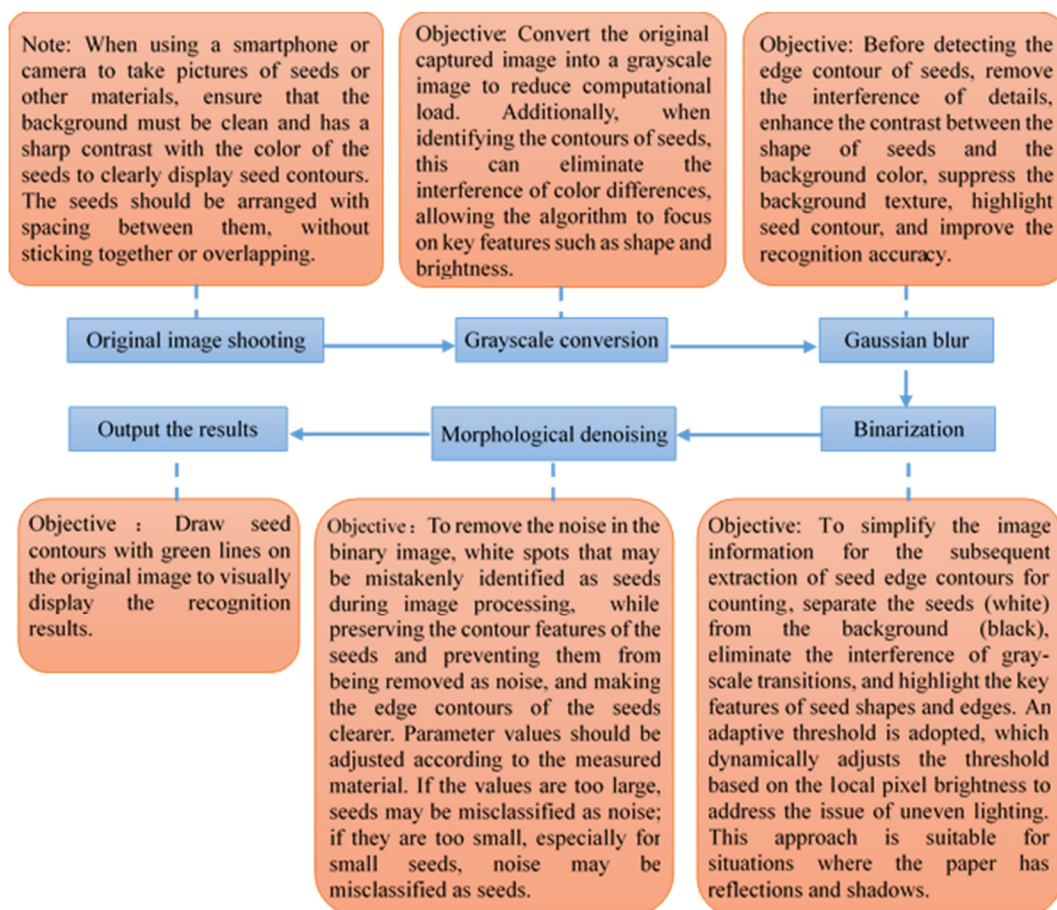 Note: When using a smartphone or
camera to take pictures of seeds or
other materials, ensure that the
background must be clean and has a
sharp contrast with the color of the
seeds to clearly display seed contours.
The seeds should be arranged with
spacing between them, without
sticking together or overlapping.
Objective: Convert the original
captured image into a grayscale
image to reduce computational
load. Additionally, when
identifying the contours of seeds,
this can eliminate the
interference of color differences,
allowing the algorithm to focus
on key features such as shape and
brightness.
Objective: Before detecting the
edge contour of seeds, remove
the interference of details,
enhance the contrast between the
shape of seeds and the
background color, suppress the
background texture, highlight
seed contour, and improve the
recognition accuracy.
Original image shooting
Grayscale conversion
Gaussian blur
Output the results
Morphological denoising
Binarization
Objective : Draw seed
contours with green lines on
the original image to visually
display the recognition
results.
Objective: To remove the noise in the
binary image, white spots that may
be mistakenly identified as seeds
during image processing, while
preserving the contour features of the
seeds and preventing them from
being removed as noise, and making
the edge contours of the seeds
clearer. Parameter values should be
adjusted according to the measured
material. If the values are too large,
seeds may be misclassified as noise;
if they are too small, especially for
small seeds, noise may be
misclassified as seeds.
Objective: To simplify the image
information for the subsequent
extraction of seed edge contours for
counting, separate the seeds (white)
from the background (black),
eliminate the interference of gray-
scale transitions, and highlight the key
features of seed shapes and edges. An
adaptive threshold is adopted, which
dynamically adjusts the threshold
based on the local pixel brightness to
address the issue of uneven lighting.
This approach is suitable for
situations where the paper has
reflections and shadows.